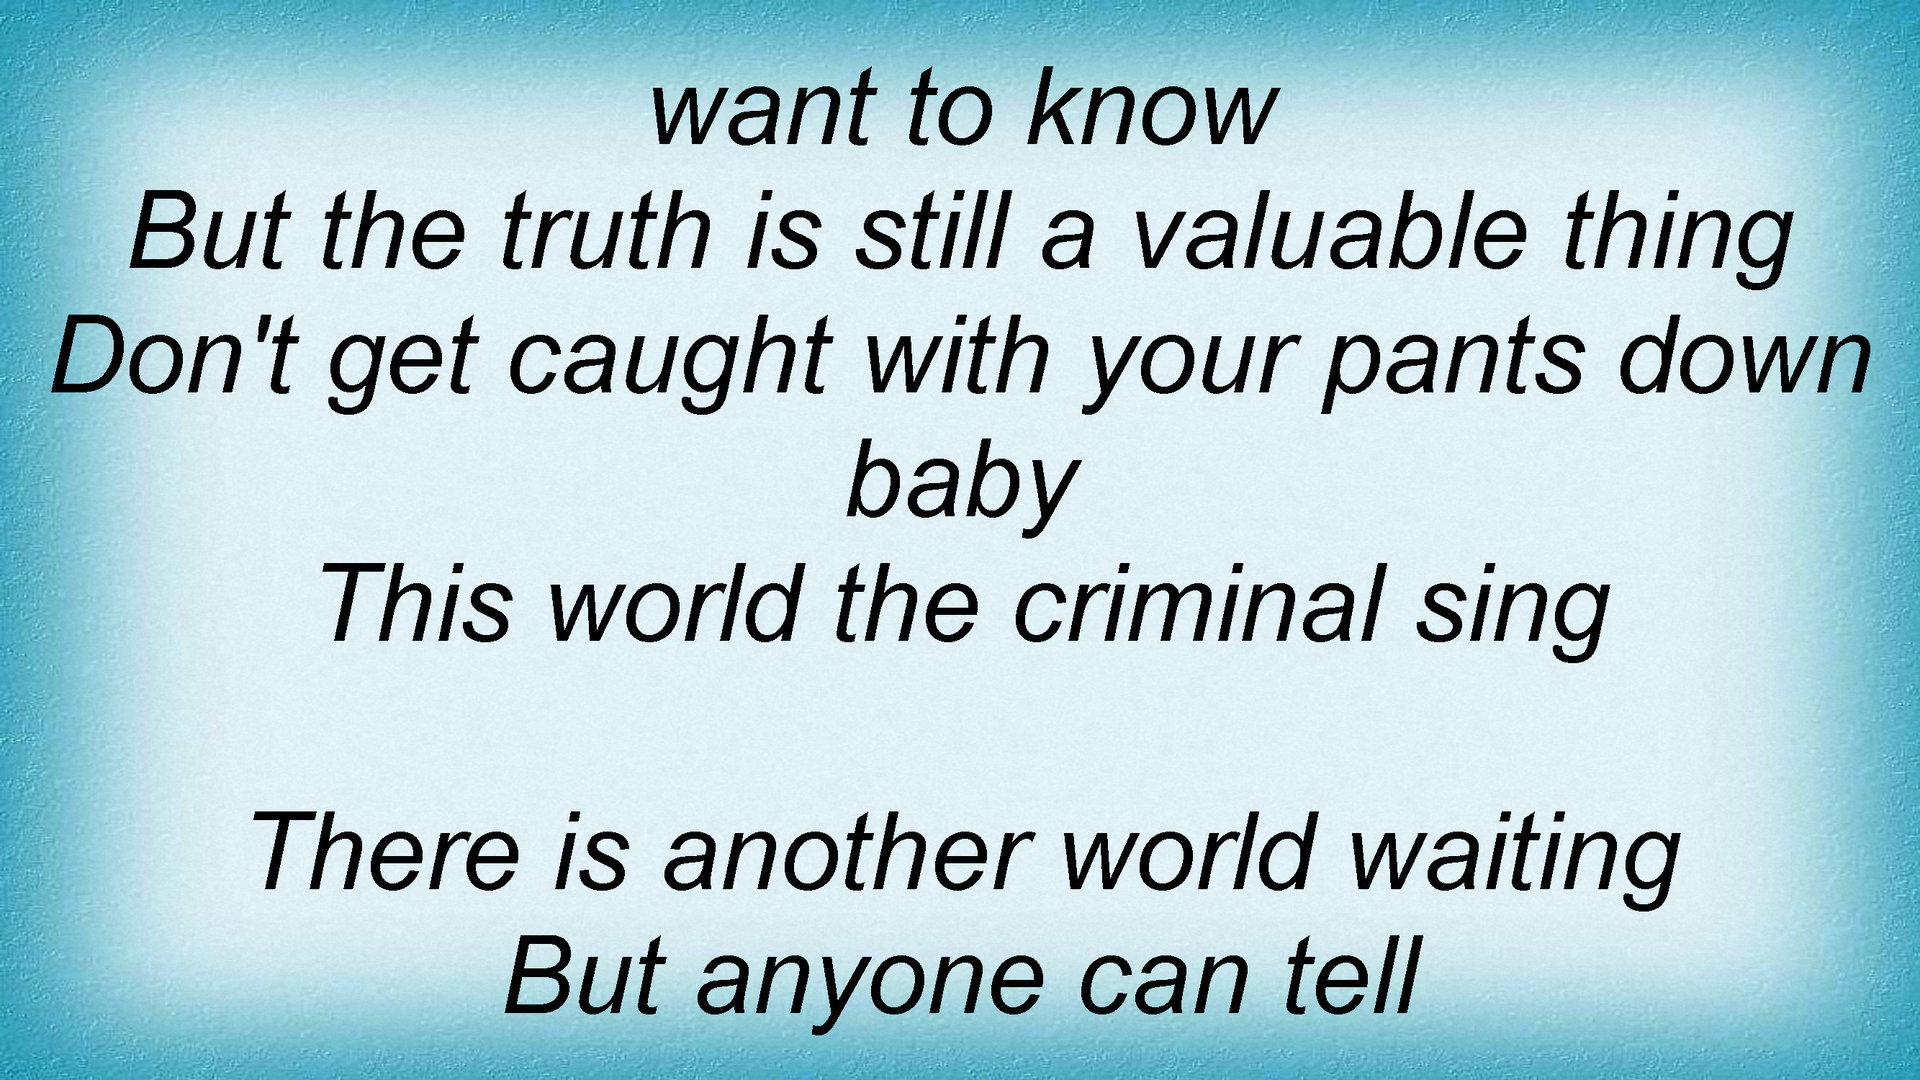 want to know
But the truth is still a valuable thing
Don't get caught with your pants down
baby
This world the criminal sing
There is another world waiting
But anyone can tell